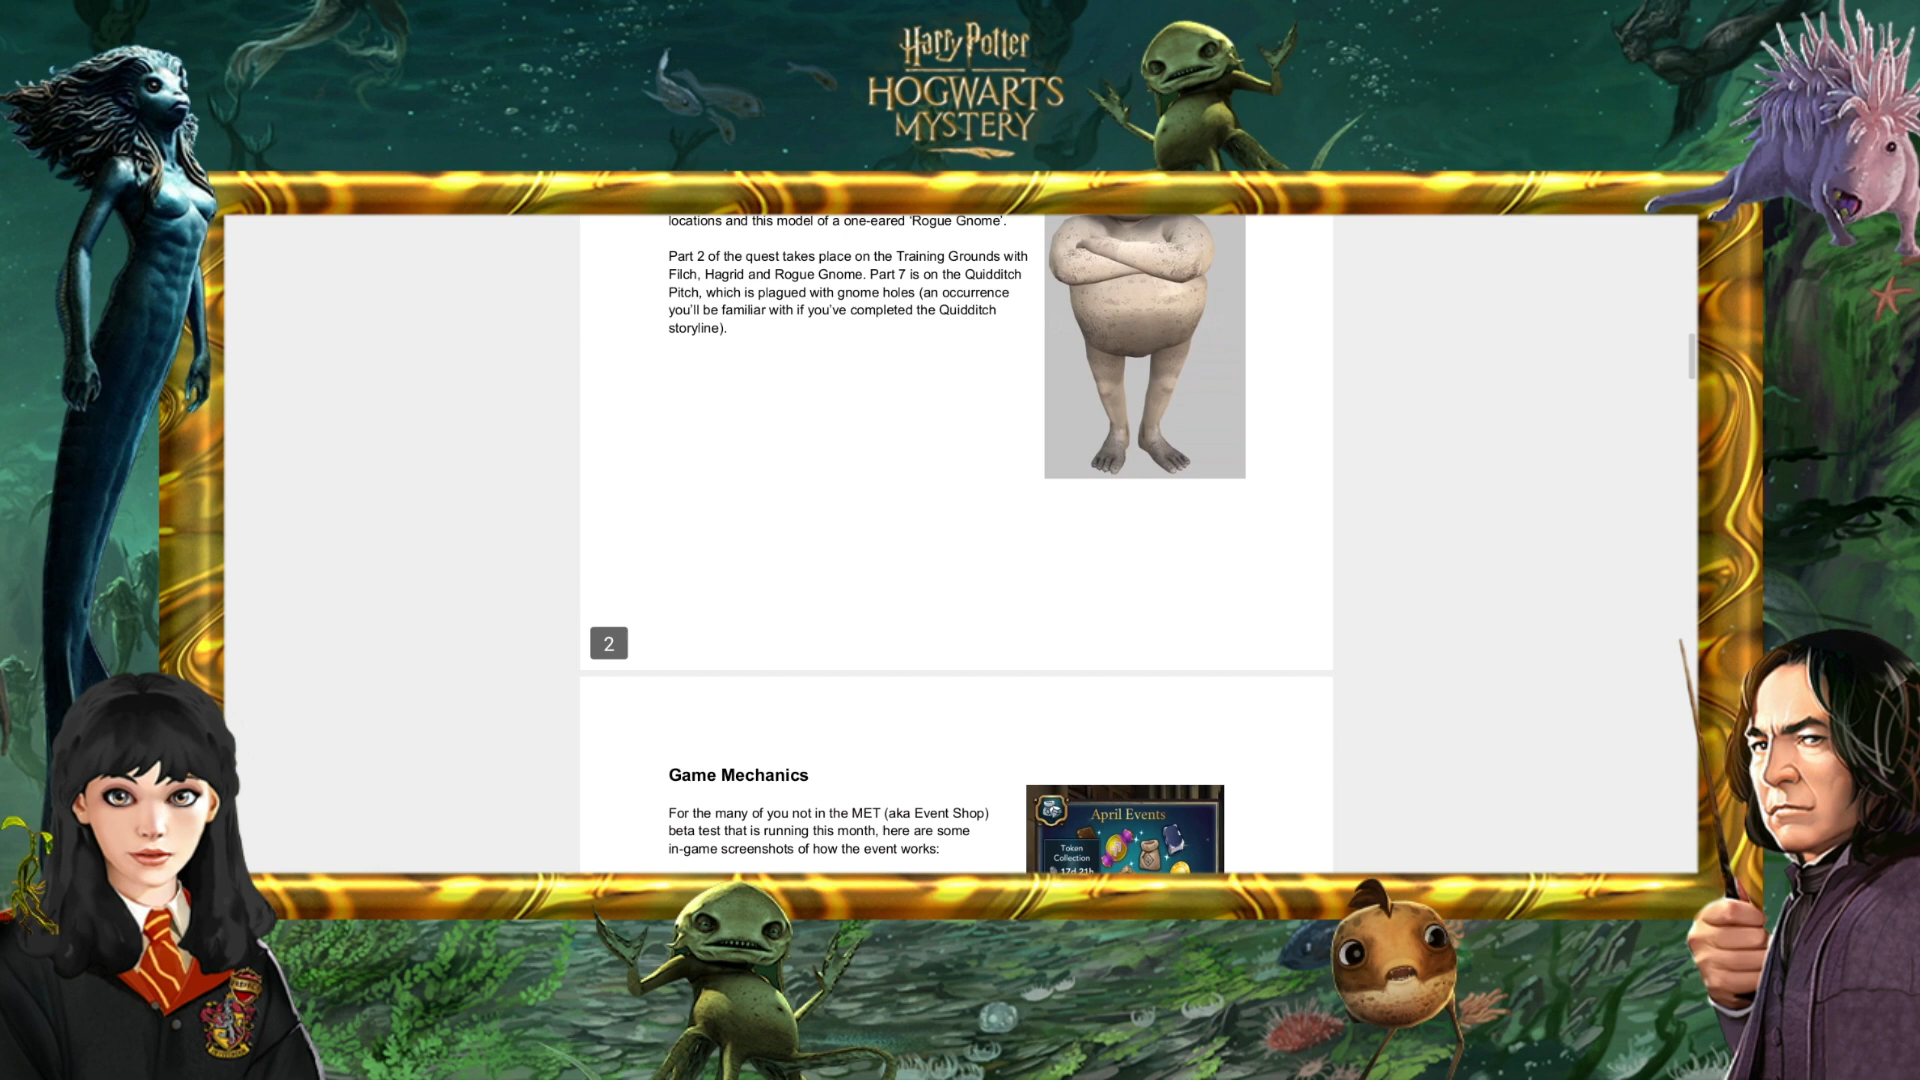 Harry Potter
HOGWARTS
MYSTERY
locations and this model of a one-eared ‘Rogue Gnome’.
Part 2 of the quest takes place on the Training Grounds with
Filch, Hagrid and Rogue Gnome. Part 7 is on the Quidditch
Pitch, which is plagued with gnome holes (an occurrence
you’ll be familiar with if you’ve completed the Quidditch
storyline).
2
Game Mechanics
For the many of you not in the MET (aka Event Shop)
beta test that is running this month, here are some
in-game screenshots of how the event works:
April Events
Token
Collection
17d 21h